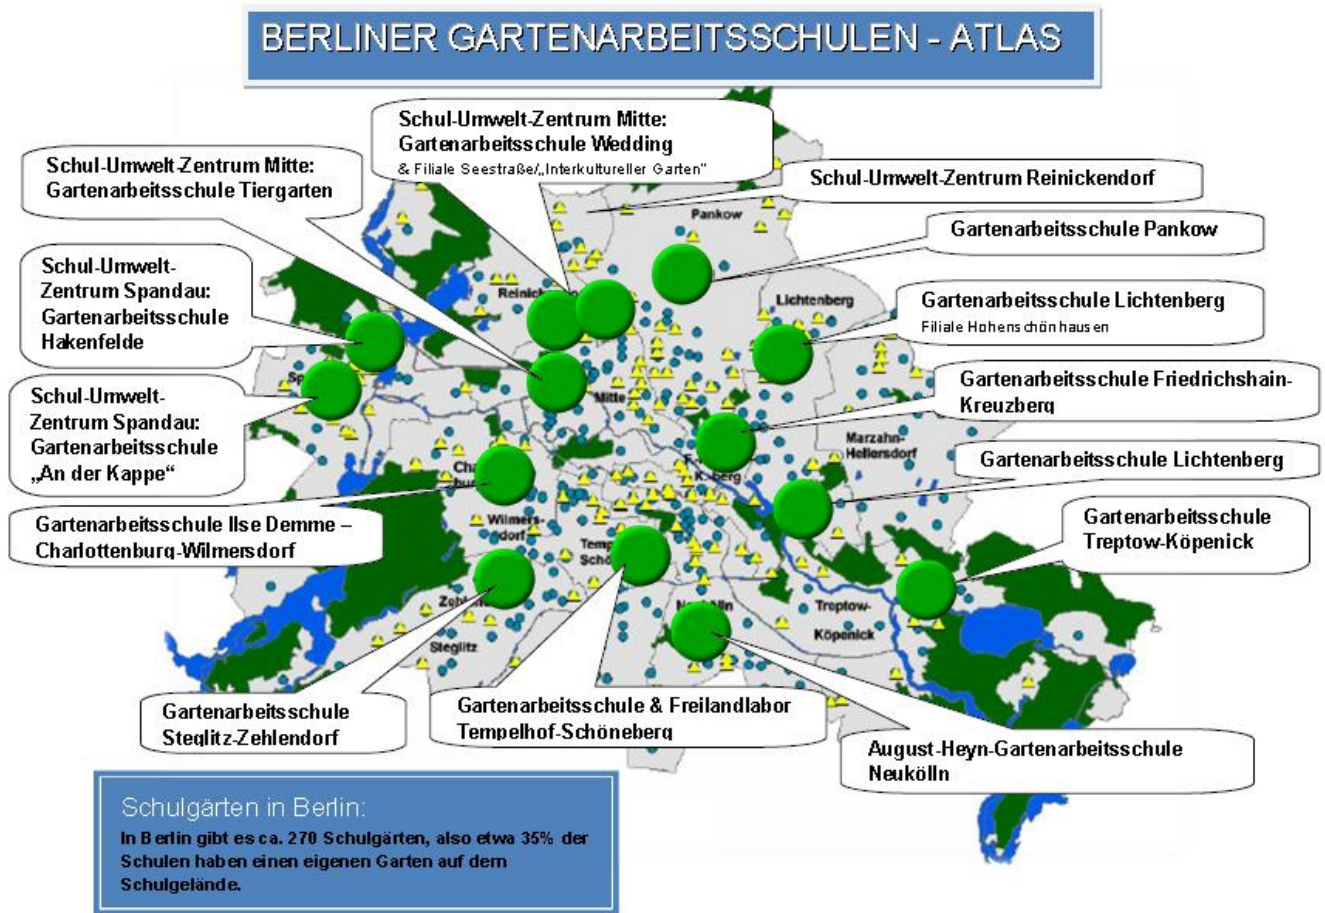 BERLINER GARTENARBEITSSCHULEN - ATLAS
Schul-Umwelt-Zentrum Mitte:
Gartenarbeitsschule Wedding
& Filiale Seestraße/„Interkultureller Garten"
Schul-Umwelt-Zentrum Mitte:
Gartenarbeitsschule Tiergarten
Schul-Umwelt-Zentrum Reinickendorf
Pankow
Gartenarbeitsschule Pankow
Schul-Umwelt-
Zentrum Spandau:
Gartenarbeitsschule
Hakenfelde
Lichtenberg
Gartenarbeitsschule Lichtenberg
Filiale Hohenschönhausen
Gartenarbeitsschule Friedrichshain-
Kreuzberg
Mitte
Schul-Umwelt-
Zentrum Spandau:
Gartenarbeitsschule
„An der Kappe“
Marzahn-
Hellersdorf
Gartenarbeitsschule Lichtenberg
Gartenarbeitsschule Ilse Demme –
Charlottenburg-Wilmersdorf
Wilmers-
dorf
Gartenarbeitsschule
Treptow-Köpenick
Treptow-
Köpenick
Steglitz
Gartenarbeitsschule
Steglitz-Zehlendorf
Gartenarbeitsschule & Freilandlabor
Tempelhof-Schöneberg
August-Heyn-Gartenarbeitsschule
Neukölln
Schulgärten in Berlin:
In Berlin gibt es ca. 270 Schulgärten, also etwa 35% der
Schulen haben einen eigenen Garten auf dem
Schulgelände.